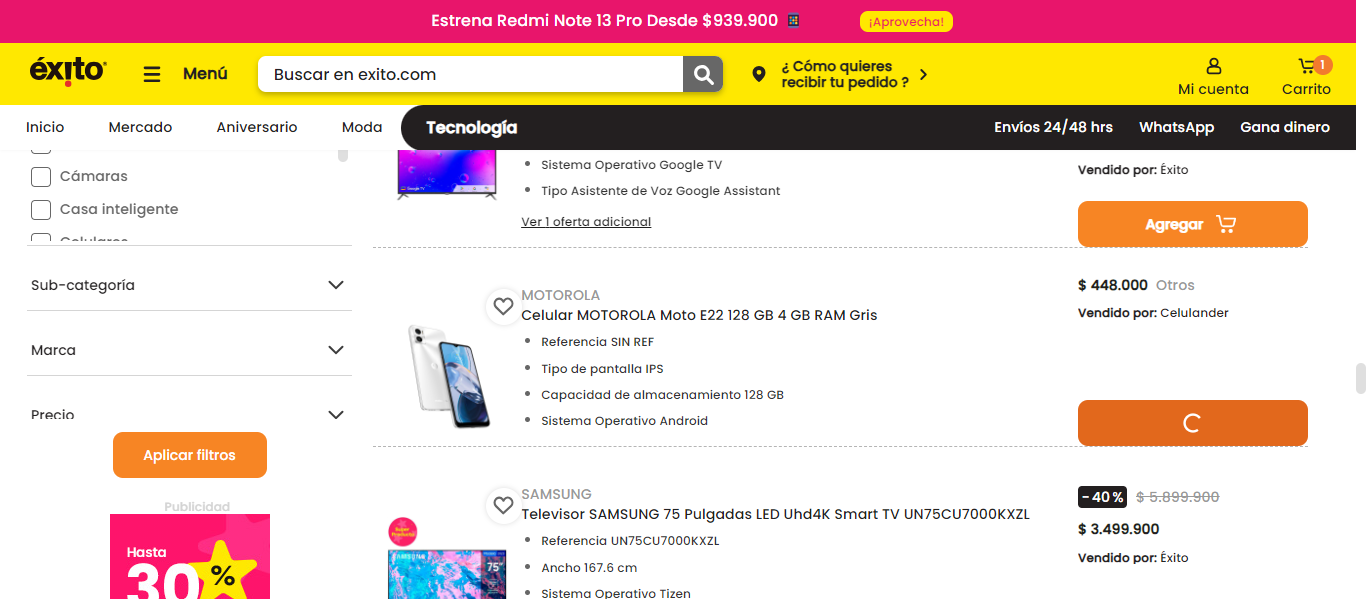 Estrena Redmi Note 13 Pro Desde $939.900
¡Aprovecha!
éxito
Menú
Buscar en exito.com
¿ Cómo quieres
recibir tu pedido ?
Mi cuenta
1
Carrito
Inicio
Mercado
Aniversario
Moda
Tecnología
Envíos 24/48 hrs
WhatsApp
Gana dinero
Cámaras
Casa inteligente
Celulares
Sub-categoría
Marca
Precio
Aplicar filtros
Publicidad
Hasta
30%
Sistema Operativo Google TV
Tipo Asistente de Voz Google Assistant
Ver 1 oferta adicional
Vendido por: Éxito
Agregar
MOTOROLA
Celular MOTOROLA Moto E22 128 GB 4 GB RAM Gris
Referencia SIN REF
Tipo de pantalla IPS
Capacidad de almacenamiento 128 GB
Sistema Operativo Android
$ 448.000 Otros
Vendido por: Celulander
SAMSUNG
Televisor SAMSUNG 75 Pulgadas LED Uhd4K Smart TV UN75CU7000KXZL
Referencia UN75CU7000KXZL
Ancho 167.6 cm
Sistema Operativo Tizen
75"
- 40 % $ 5.899.900
$ 3.499.900
Vendido por: Éxito